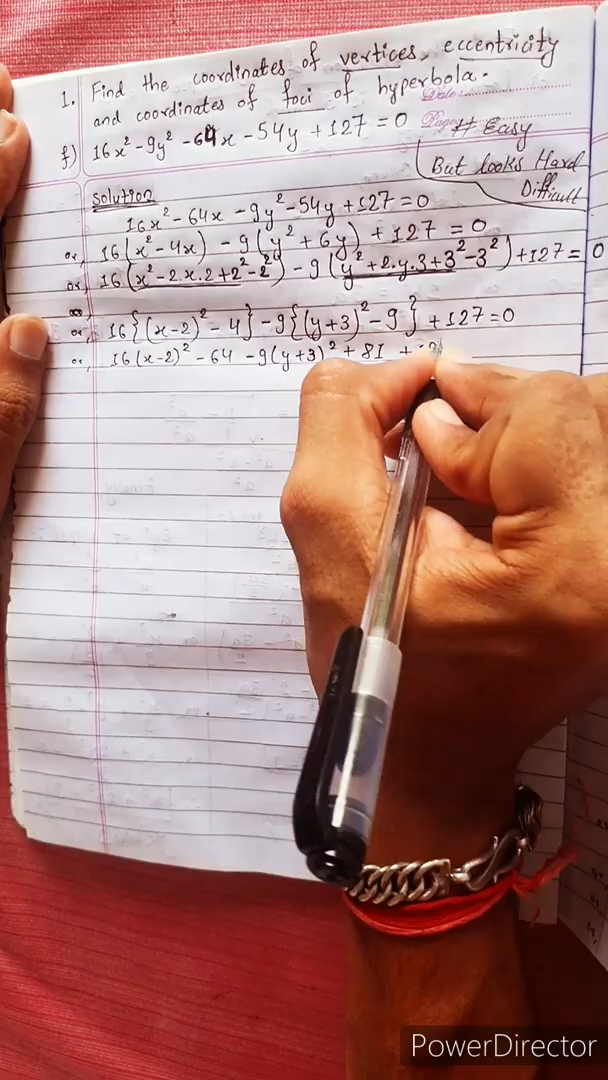 1. Find the coordinates of vertices, eccentricity
and coordinates of foci of hyperbola.
Date:
f) 16x² - 9y² - 64x - 54y + 127 = 0
Page:
# Easy
But looks Hard
Difficult
Solution
16x² - 64x - 9y² - 54y + 127 = 0
or, 16(x² - 4x) - 9(y² + 6y) + 127 = 0
or, 16(x² - 2.x.2 + 2² - 2²) - 9(y² + 2.y.3 + 3² - 3²) + 127 = 0
or, 16{(x-2)² - 4} - 9{(y+3)² - 9} + 127 = 0
or, 16(x-2)² - 64 - 9(y+3)² + 81 + 12
PowerDirector